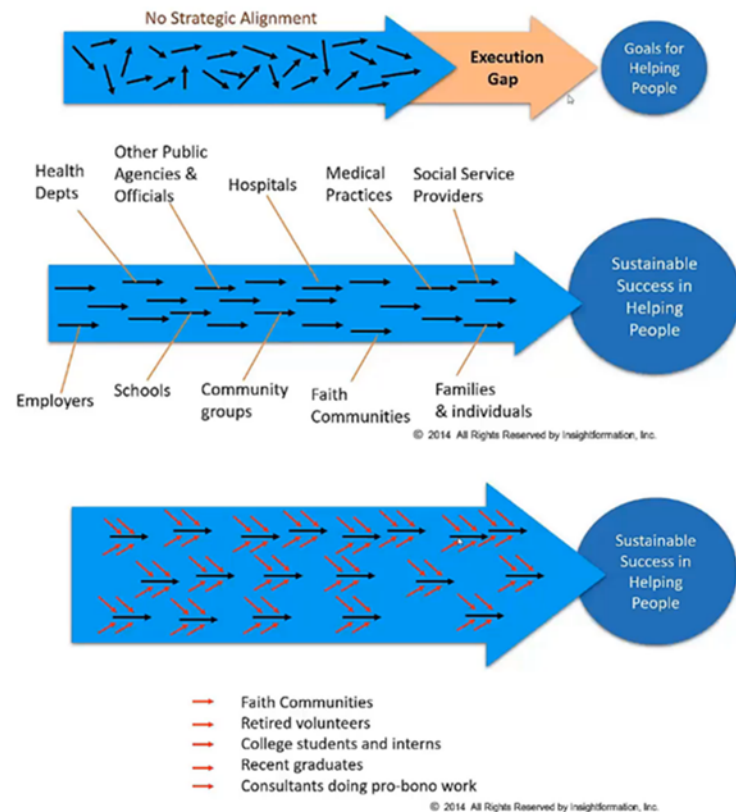 No Strategic Alignment
Execution
Gap
Goals for
Helping
People
Health
Depts
Other Public
Agencies &
Officials
Hospitals
Medical
Practices
Social Service
Providers
Sustainable
Success in
Helping
People
Employers
Schools
Community
groups
Faith
Communities
Families
& individuals
© 2014 All Rights Reserved by Insightformation, Inc.
Sustainable
Success in
Helping
People
Faith Communities
Retired volunteers
College students and interns
Recent graduates
Consultants doing pro-bono work
© 2014 All Rights Reserved by Insightformation, Inc.